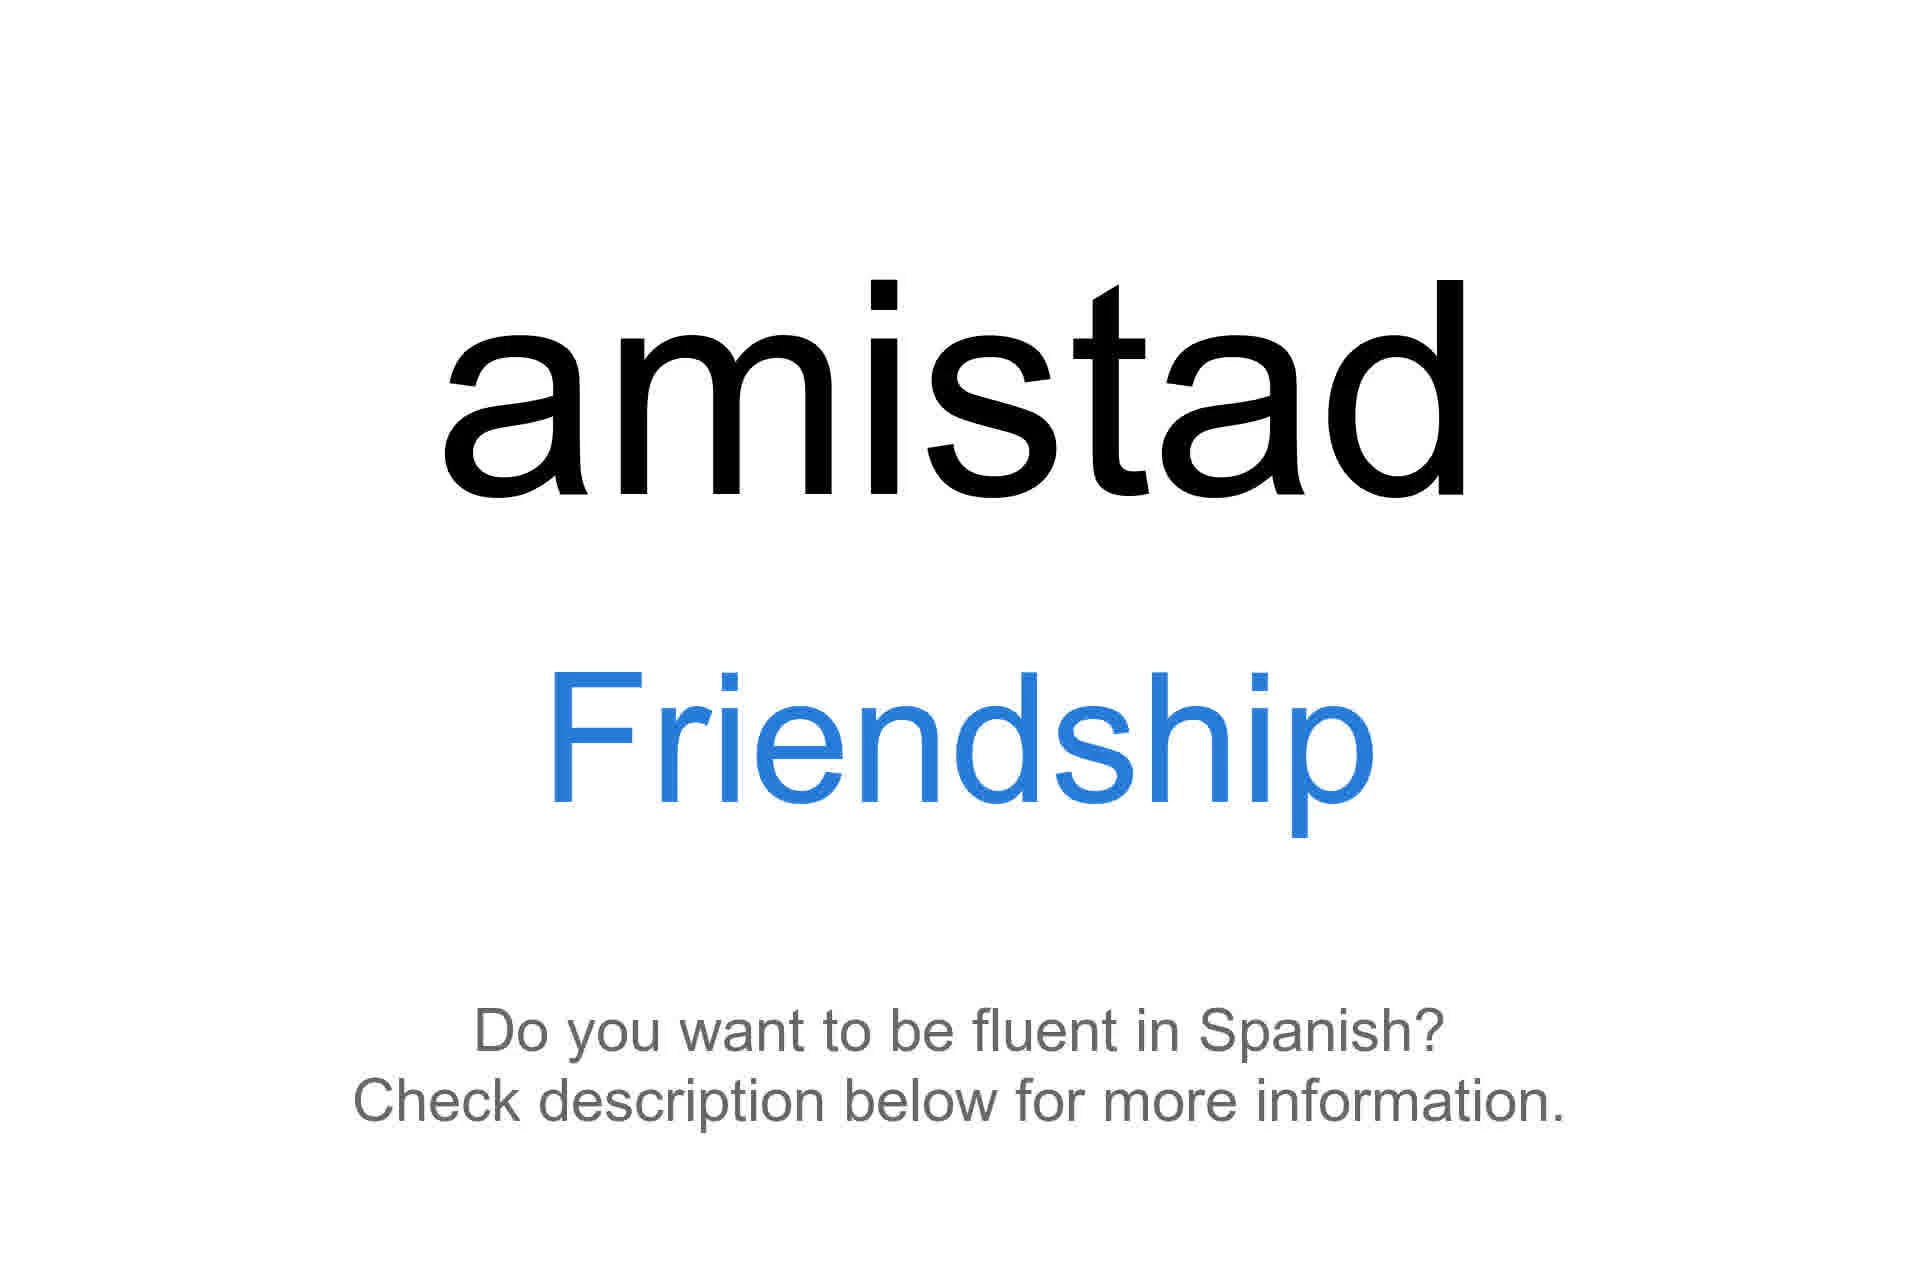 amistad
Friendship
Do you want to be fluent in Spanish?
Check description below for more information.